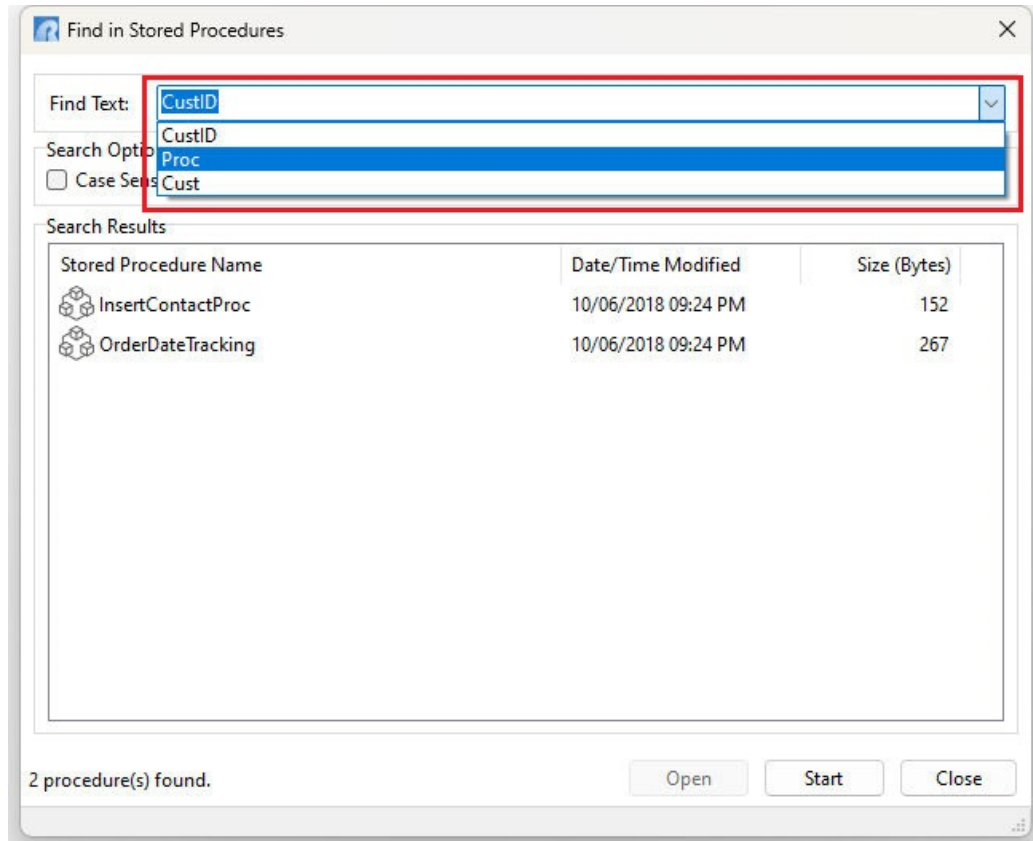 Find in Stored Procedures
Find Text: CustID
CustID
Proc
Cust
Search Optio
Case Sens
Search Results
Stored Procedure Name Date/Time Modified Size (Bytes)
InsertContactProc 10/06/2018 09:24 PM 152
OrderDateTracking 10/06/2018 09:24 PM 267
2 procedure(s) found. Open Start Close